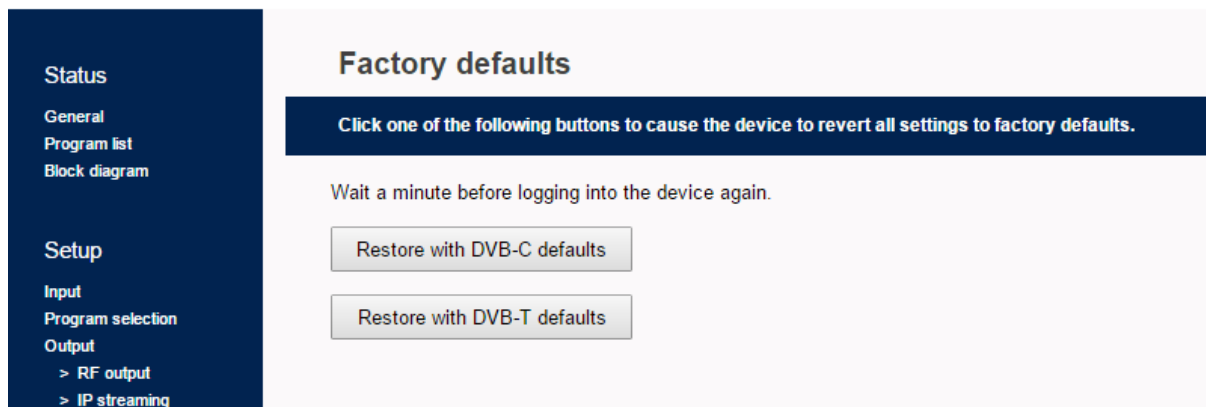 Status
General
Program list
Block diagram
Setup
Input
Program selection
Output
> RF output
> IP streaming
Factory defaults
Click one of the following buttons to cause the device to revert all settings to factory defaults.
Wait a minute before logging into the device again.
Restore with DVB-C defaults
Restore with DVB-T defaults